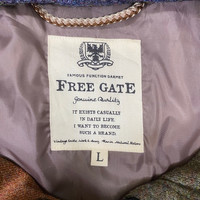 FAMOUS FUNCTION GARMENT
FREE GATE
Genuine Quality
IT EXISTS CASUALLY
IN DAILY LIFE.
I WANT TO BECOME
SUCH A BRAND.
L